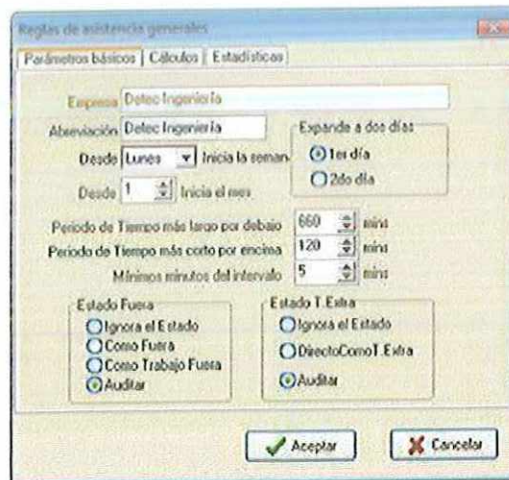 Reglas de asistencia generales
Parámetros básicos Cálculos Estadísticas
Empresa Detec Ingeniería
Abreviación Detec Ingeniería
Expande a dos días
Desde Lunes Inicia la seman
1er día
2do día
Desde 1 Inicia el mes
Periodo de Tiempo más largo por debajo 660 mins
Periodo de Tiempo más corto por encima 120 mins
Mínimos minutos del intervalo 5 mins
Estado Fuera
Ignora el Estado
Como Fuera
Como Trabajo Fuera
Auditar
Estado T.Extra
Ignora el Estado
DirectoComoT.Extra
Auditar
Aceptar Cancelar